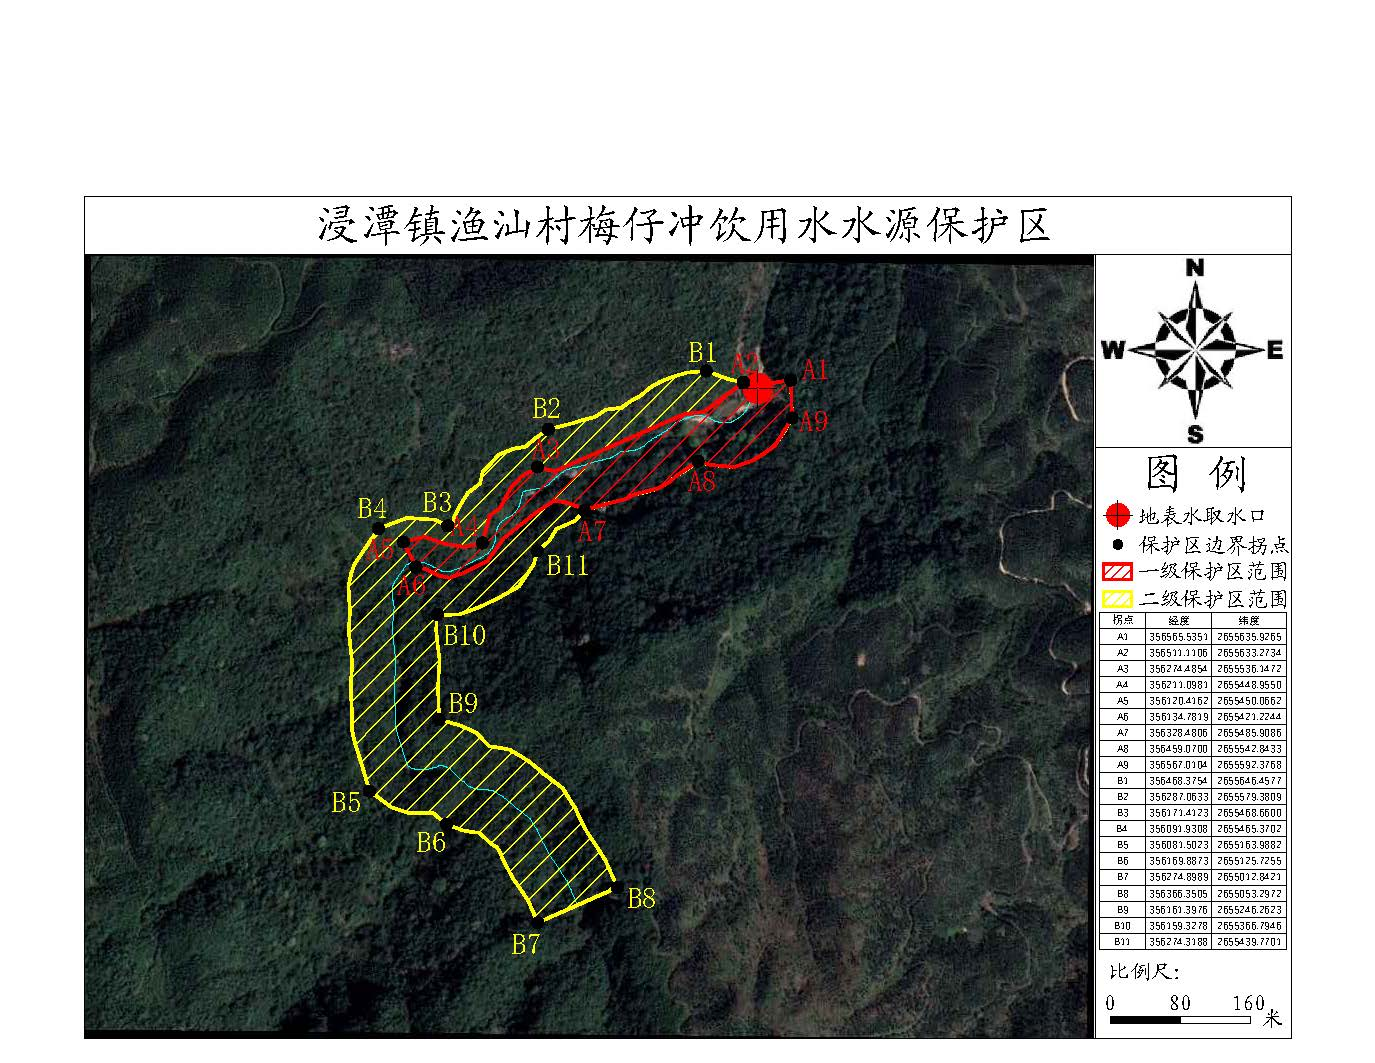 浸潭镇渔汕村梅仔冲饮用水水源保护区
N
W E
S
B1 A2 A1
B2 A9
A3
A8
B4 B3 A4 A7
A5
B11
A6
B10
B9
B5
B6
B8
B7
图 例
地表水取水口
保护区边界拐点
一级保护区范围
二级保护区范围
拐点 经度 纬度
A1 356565.5351 2655635.9265
A2 356511.1106 2655633.2734
A3 356274.4854 2655536.1472
A4 356211.0981 2655448.9550
A5 356120.4162 2655450.0662
A6 356134.7819 2655421.2244
A7 356328.4806 2655485.9086
A8 356459.0700 2655542.8433
A9 356567.0104 2655592.3768
B1 356468.3754 2655646.4577
B2 356287.0633 2655579.3809
B3 356171.4123 2655468.6600
B4 356091.9308 2655465.3702
B5 356081.5023 2655163.9882
B6 356169.8873 2655125.7255
B7 356274.8989 2655012.8421
B8 356366.3505 2655053.2972
B9 356161.3976 2655246.2623
B10 356159.3278 2655366.7946
B11 356274.3188 2655439.7701
比例尺:
0 80 160
米